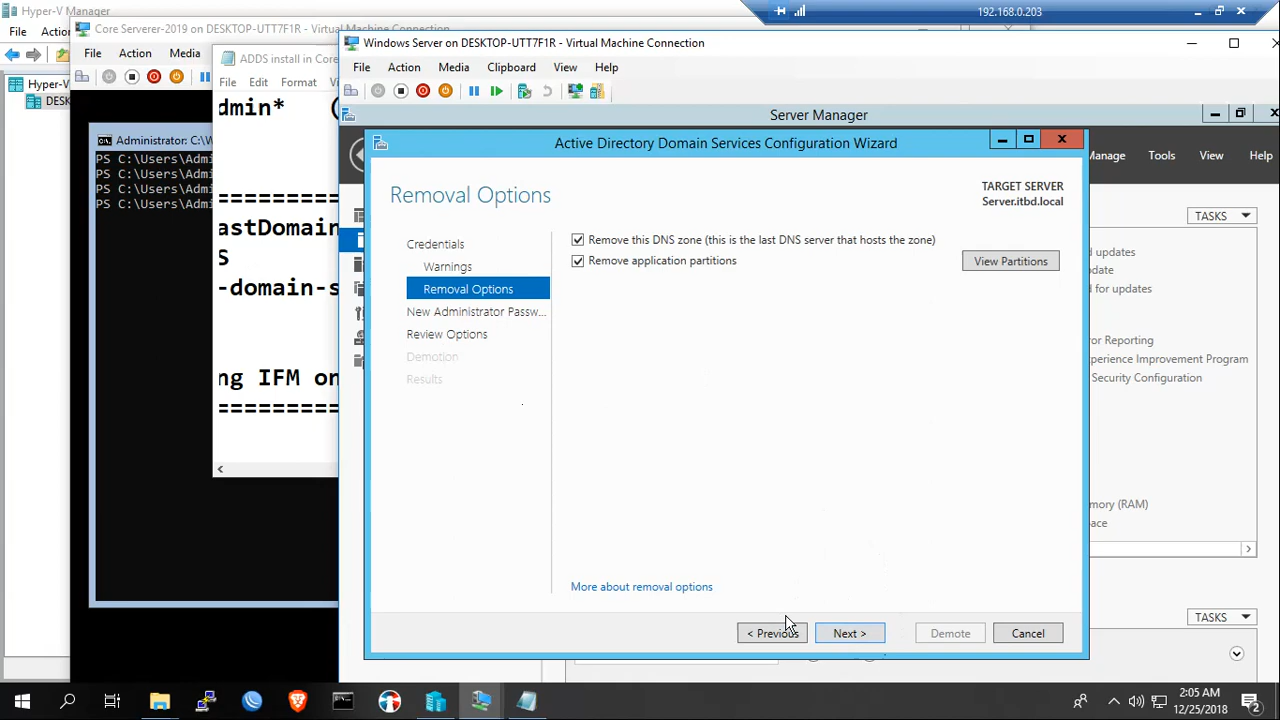 Hyper-V Manager
192.168.0.203
File
Action
Core Serverer-2019 on DESKTOP-UTT7F1R - Virtual Machine Connection
File Action Media
Hyper-V
DESK
ADDS install in Core
File Edit Format
dmin* (
Administrator: C:\W
PS C:\Users\Admi
PS C:\Users\Admi
PS C:\Users\Admi
PS C:\Users\Admi
==========
astDomain
S
-domain-s
ng IFM on
==========
Windows Server on DESKTOP-UTT7F1R - Virtual Machine Connection
File Action Media Clipboard View Help
Server Manager
Manage Tools View Help
Active Directory Domain Services Configuration Wizard
Removal Options
TARGET SERVER
Server.itbd.local
Credentials
Warnings
Removal Options
New Administrator Passw...
Review Options
Demotion
Results
Remove this DNS zone (this is the last DNS server that hosts the zone)
Remove application partitions
View Partitions
More about removal options
< Previous
Next >
Demote
Cancel
TASKS
d updates
date
d for updates
or Reporting
xperience Improvement Program
Security Configuration
mory (RAM)
ace
TASKS
2:05 AM
12/25/2018
2